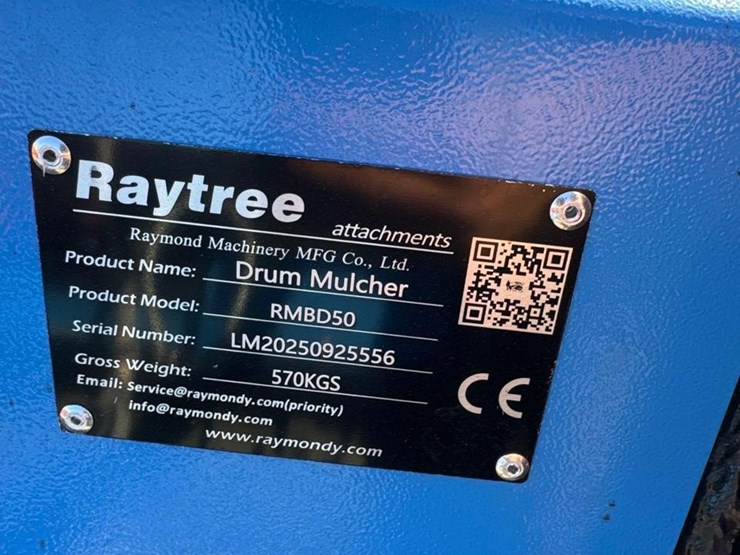 Raytree
attachments
Raymond Machinery MFG Co., Ltd.
Product Name: Drum Mulcher
Product Model: RMBD50
Serial Number: LM20250925556
Gross Weight: 570KGS
Email: Service@raymondy.com(priority)
info@raymondy.com
www.raymondy.com
CE